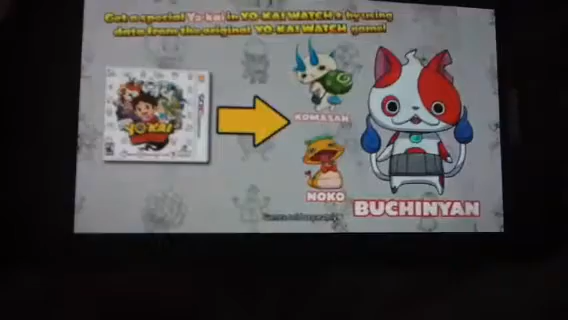 Get a special Yo-kai in YO-KAI WATCH 2 by using
data from the original YO-KAI WATCH game!
YO-KAI
KOMASAN
NOKO
BUCHINYAN